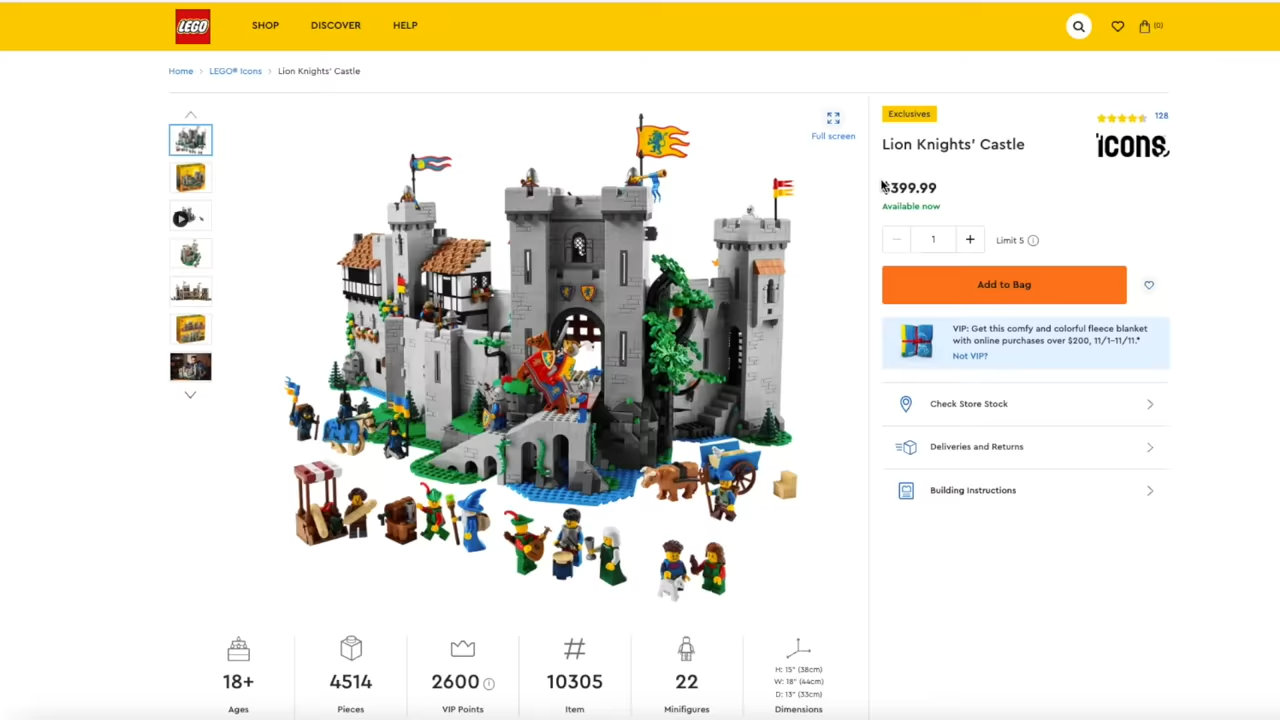 LEGO
SHOP
DISCOVER
HELP
(0)
Home > LEGO® Icons > Lion Knights' Castle
Full screen
Exclusives
128
Lion Knights' Castle
icons
$399.99
Available now
1
Limit 5
Add to Bag
VIP: Get this comfy and colorful fleece blanket
with online purchases over $200, 11/1-11/11.*
Not VIP?
Check Store Stock
Deliveries and Returns
Building Instructions
18+
Ages
4514
Pieces
2600
VIP Points
10305
Item
22
Minifigures
H: 15" (38cm)
W: 18" (44cm)
D: 13" (33cm)
Dimensions